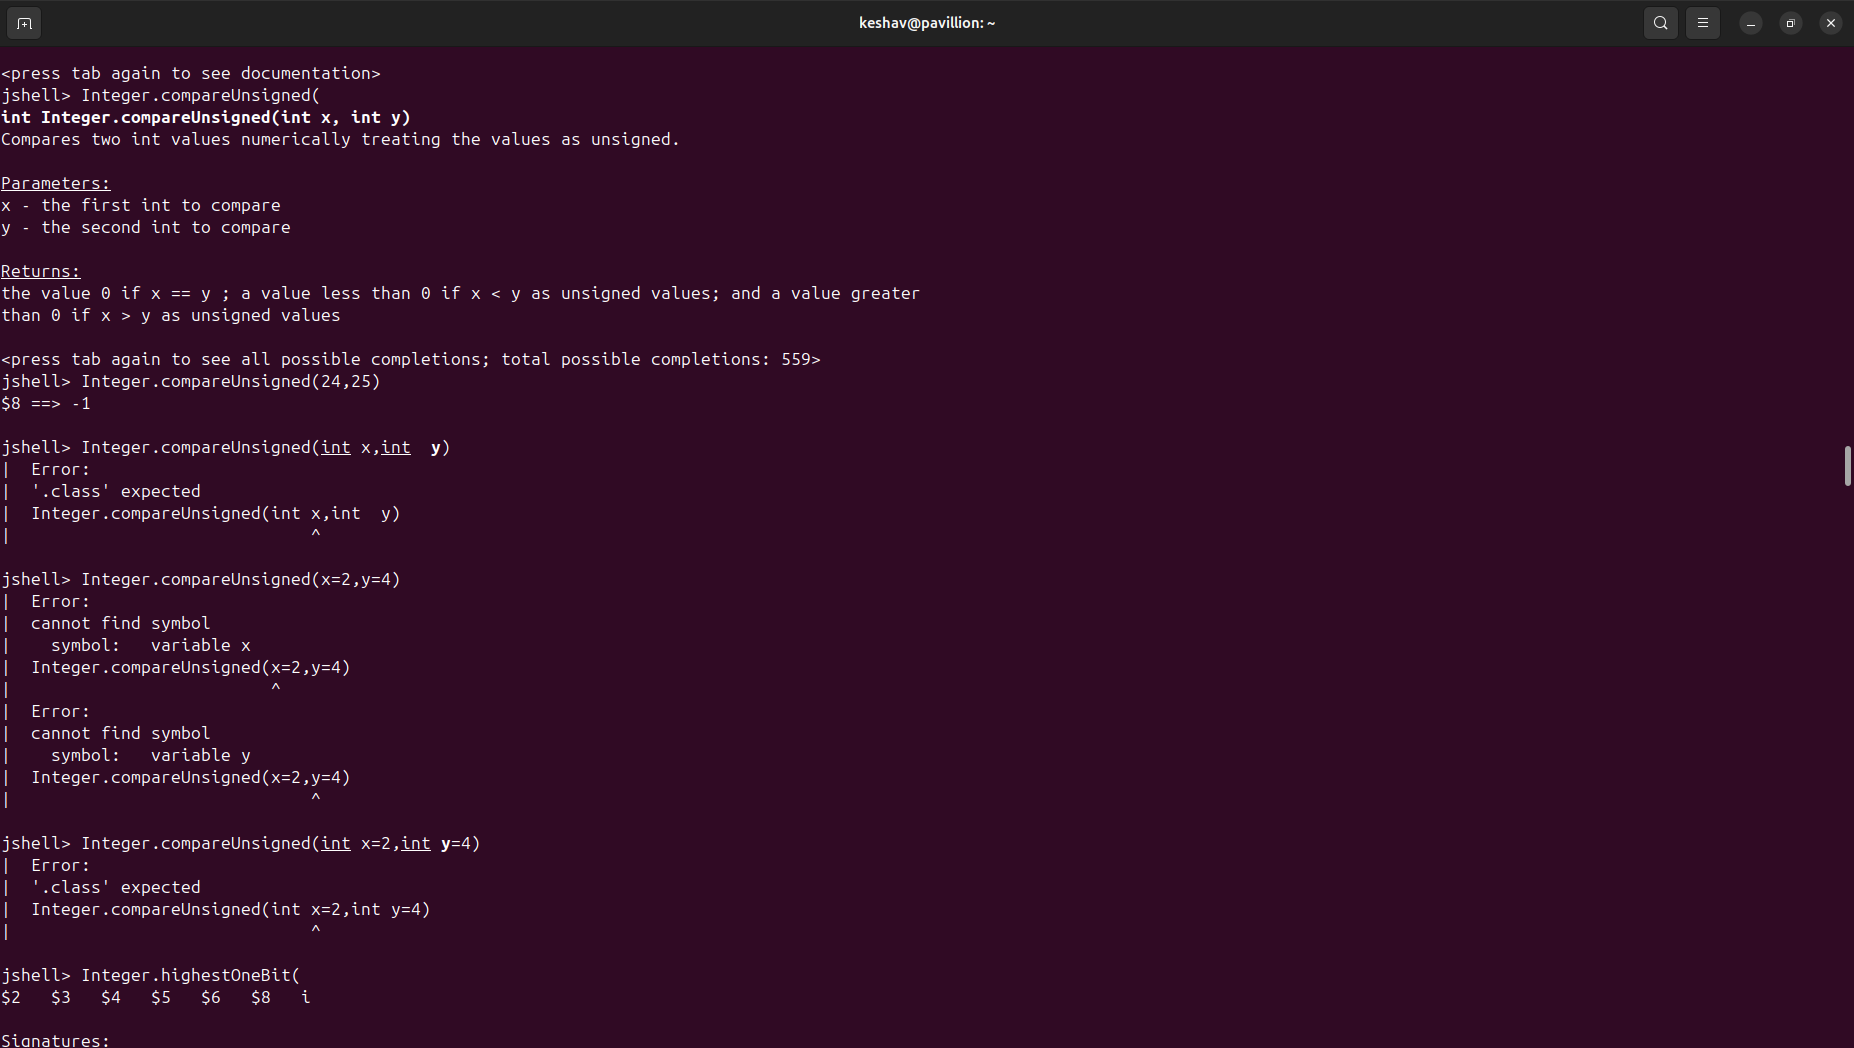 keshav@pavillion: ~
<press tab again to see documentation>
jshell> Integer.compareUnsigned(
int Integer.compareUnsigned(int x, int y)
Compares two int values numerically treating the values as unsigned.
Parameters:
x - the first int to compare
y - the second int to compare
Returns:
the value 0 if x == y ; a value less than 0 if x < y as unsigned values; and a value greater
than 0 if x > y as unsigned values
<press tab again to see all possible completions; total possible completions: 559>
jshell> Integer.compareUnsigned(24,25)
$8 ==> -1
jshell> Integer.compareUnsigned(int x,int  y)
|  Error:
|  '.class' expected
|  Integer.compareUnsigned(int x,int  y)
|                              ^
jshell> Integer.compareUnsigned(x=2,y=4)
|  Error:
|  cannot find symbol
|    symbol:   variable x
|  Integer.compareUnsigned(x=2,y=4)
|                          ^
|  Error:
|  cannot find symbol
|    symbol:   variable y
|  Integer.compareUnsigned(x=2,y=4)
|                              ^
jshell> Integer.compareUnsigned(int x=2,int y=4)
|  Error:
|  '.class' expected
|  Integer.compareUnsigned(int x=2,int y=4)
|                              ^
jshell> Integer.highestOneBit(
$2   $3   $4   $5   $6   $8   i
Signatures: